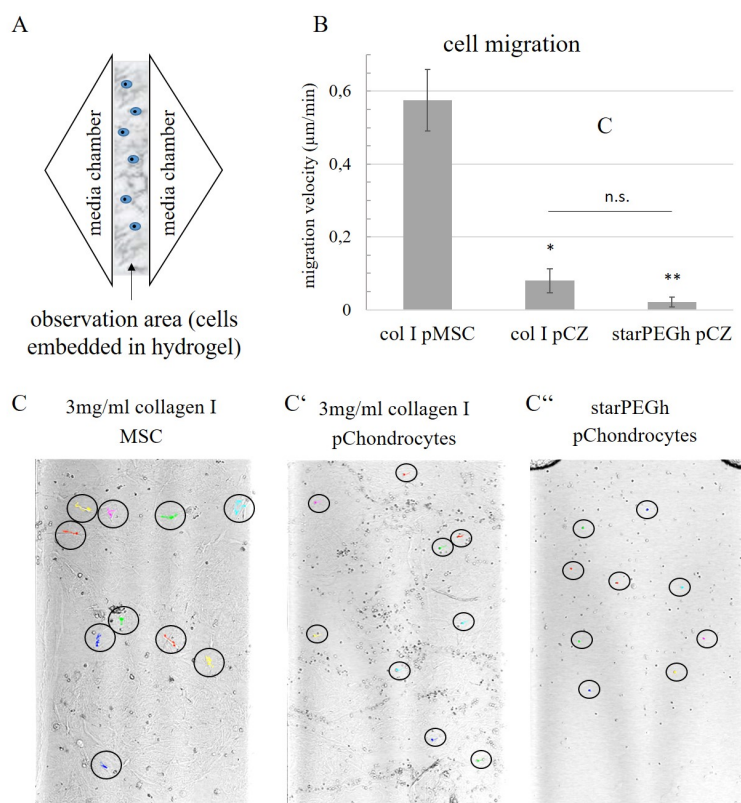 A
media chamber
media chamber
observation area (cells
embedded in hydrogel)
B
cell migration
migration velocity (μm/min)
0,6
0,4
0,2
0
C
n.s.
*
**
col I pMSC
col I pCZ
starPEGh pCZ
C
3mg/ml collagen I
MSC
C‘
3mg/ml collagen I
pChondrocytes
C“
starPEGh
pChondrocytes